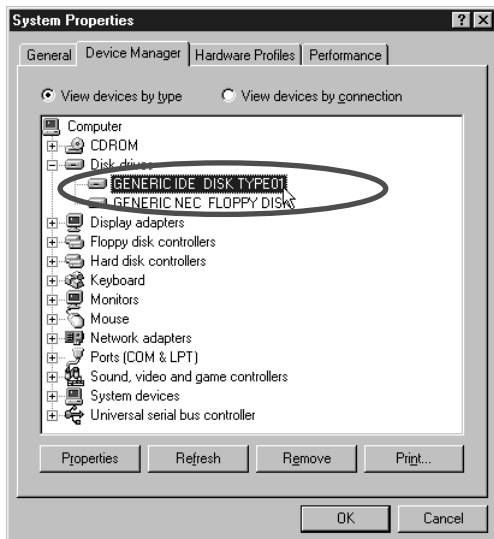 System Properties
General Device Manager Hardware Profiles Performance
View devices by type View devices by connection
Computer
CDROM
Disk drives
GENERIC IDE DISK TYPE01
GENERIC NEC FLOPPY DISK
Display adapters
Floppy disk controllers
Hard disk controllers
Keyboard
Monitors
Mouse
Network adapters
Ports (COM & LPT)
Sound, video and game controllers
System devices
Universal serial bus controller
Properties Refresh Remove Print...
OK Cancel